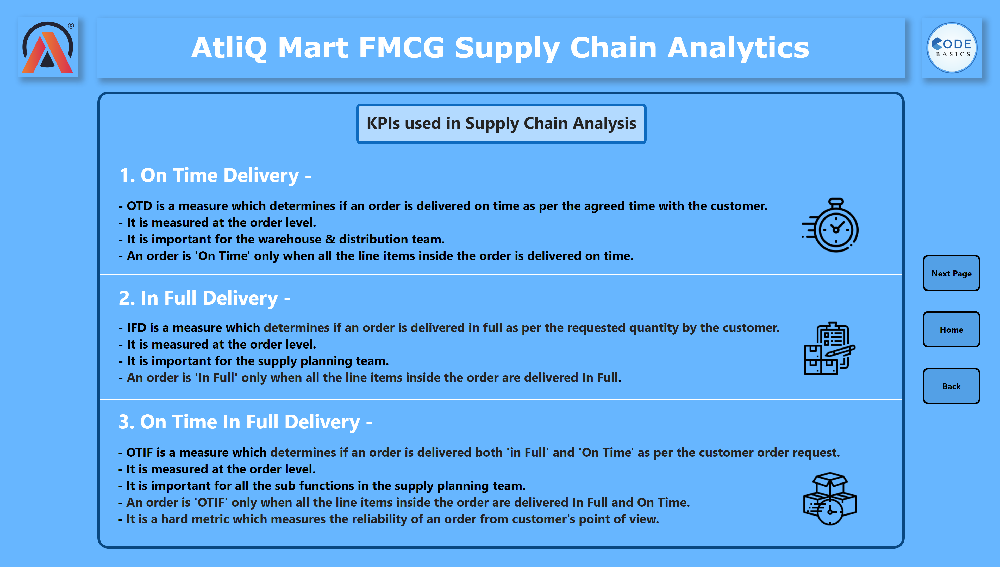 ®
AtliQ Mart FMCG Supply Chain Analytics
CODE
BASICS
KPIs used in Supply Chain Analysis
1. On Time Delivery -
- OTD is a measure which determines if an order is delivered on time as per the agreed time with the customer.
- It is measured at the order level.
- It is important for the warehouse & distribution team.
- An order is 'On Time' only when all the line items inside the order is delivered on time.
2. In Full Delivery -
- IFD is a measure which determines if an order is delivered in full as per the requested quantity by the customer.
- It is measured at the order level.
- It is important for the supply planning team.
- An order is 'In Full' only when all the line items inside the order are delivered In Full.
3. On Time In Full Delivery -
- OTIF is a measure which determines if an order is delivered both 'in Full' and 'On Time' as per the customer order request.
- It is measured at the order level.
- It is important for all the sub functions in the supply planning team.
- An order is 'OTIF' only when all the line items inside the order are delivered In Full and On Time.
- It is a hard metric which measures the reliability of an order from customer's point of view.
Next Page
Home
Back